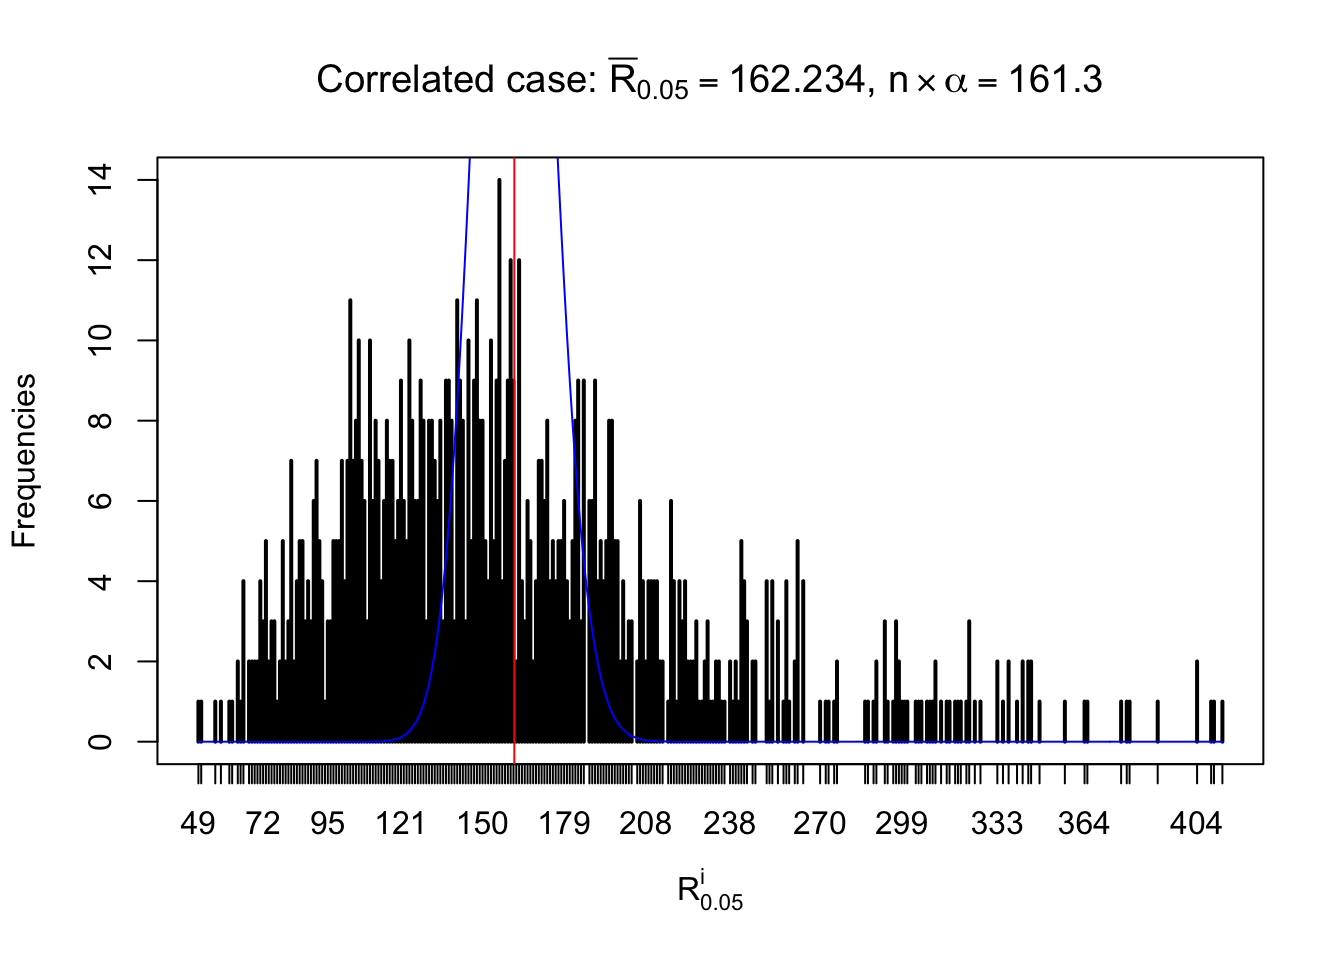 Correlated case: R̅0.05 = 162.234, n × α = 161.3
14
12
10
8
6
4
2
0
Frequencies
49 72 95 121 150 179 208 238 270 299 333 364 404
R^i_0.05